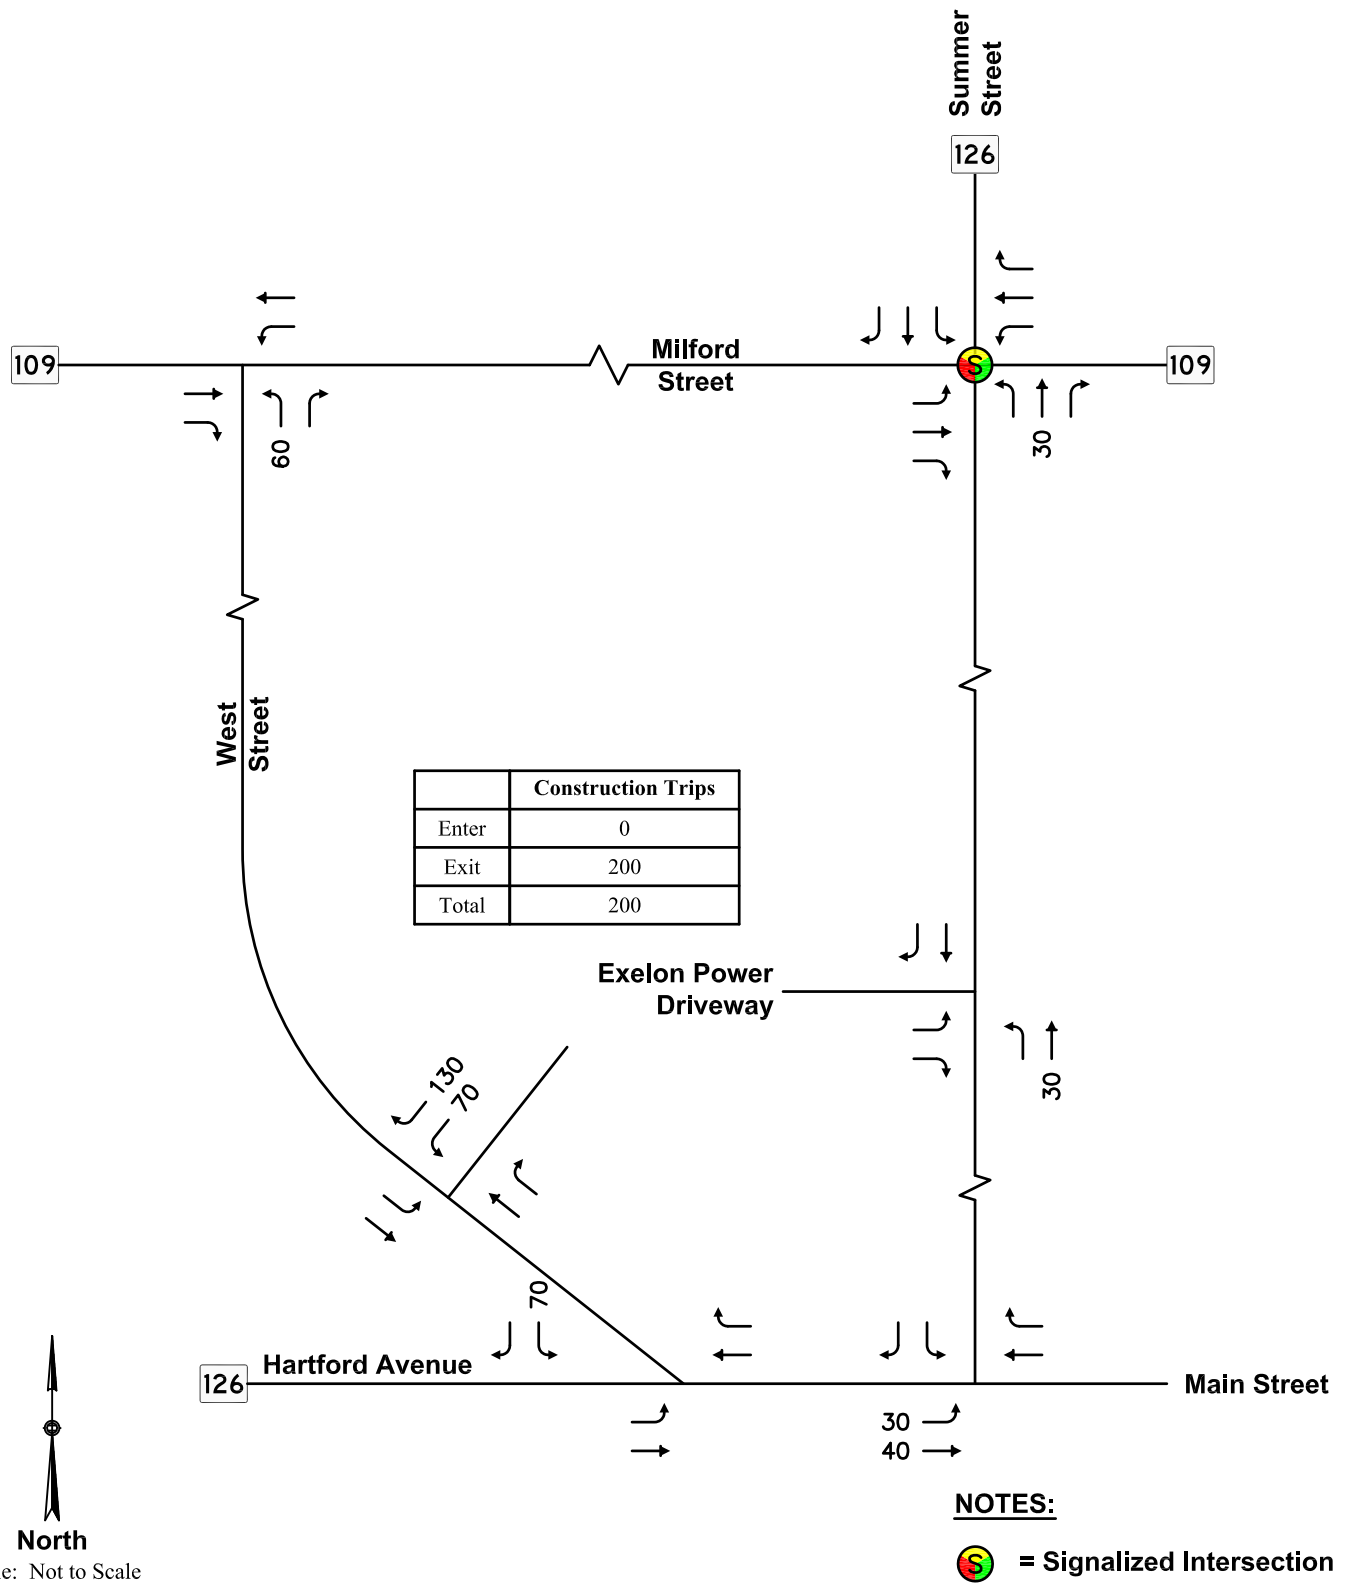 Summer
Street
126
109
Milford
Street
S
109
60
30
West
Street
Construction Trips
Enter 0
Exit 200
Total 200
Exelon Power
Driveway
30
130
70
70
126
Hartford Avenue
Main Street
30
40
North
e: Not to Scale
NOTES:
S = Signalized Intersection